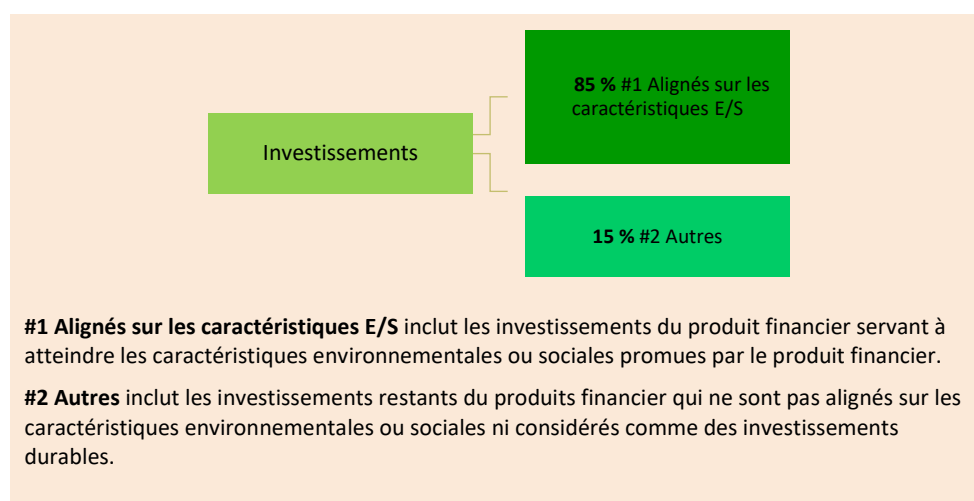 85 % #1 Alignés sur les
caractéristiques E/S
Investissements
15 % #2 Autres
#1 Alignés sur les caractéristiques E/S inclut les investissements du produit financier servant à
atteindre les caractéristiques environnementales ou sociales promues par le produit financier.
#2 Autres inclut les investissements restants du produits financier qui ne sont pas alignés sur les
caractéristiques environnementales ou sociales ni considérés comme des investissements
durables.